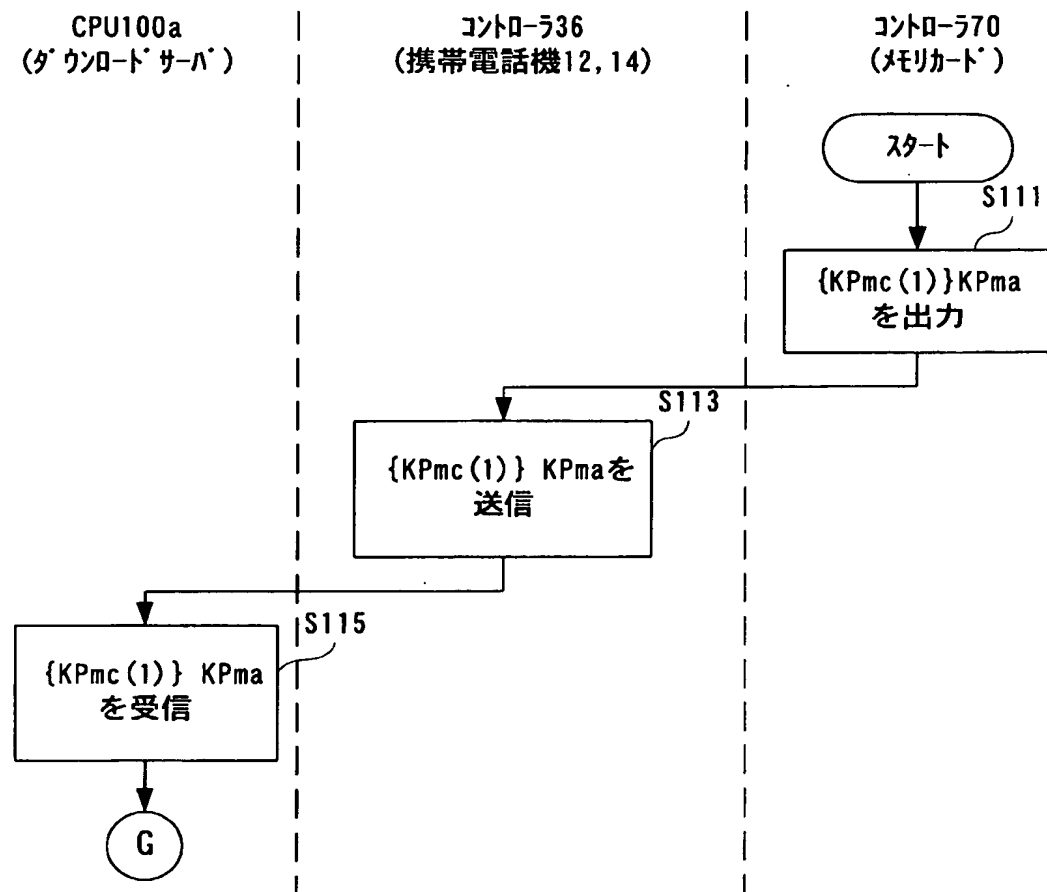 CPU100a
(ダウンロードサーバ)
コントローラ36
(携帯電話機12,14)
コントローラ70
(メモリカード)
スタート
S111
{KPmc(1)}KPma
を出力
S113
{KPmc(1)} KPmaを
送信
S115
{KPmc(1)} KPma
を受信
G